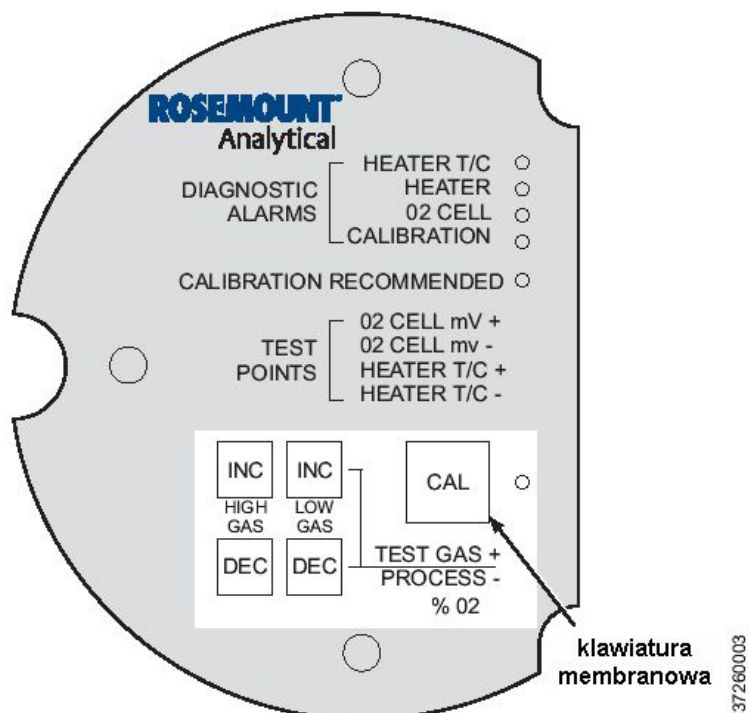 ROSEMOUNT
Analytical
DIAGNOSTIC
ALARMS
HEATER T/C
HEATER
02 CELL
CALIBRATION
CALIBRATION RECOMMENDED
TEST
POINTS
02 CELL mV +
02 CELL mv -
HEATER T/C +
HEATER T/C -
INC
INC
HIGH
GAS
LOW
GAS
DEC
DEC
CAL
TEST GAS +
PROCESS -
% 02
klawiatura
membranowa
37260003